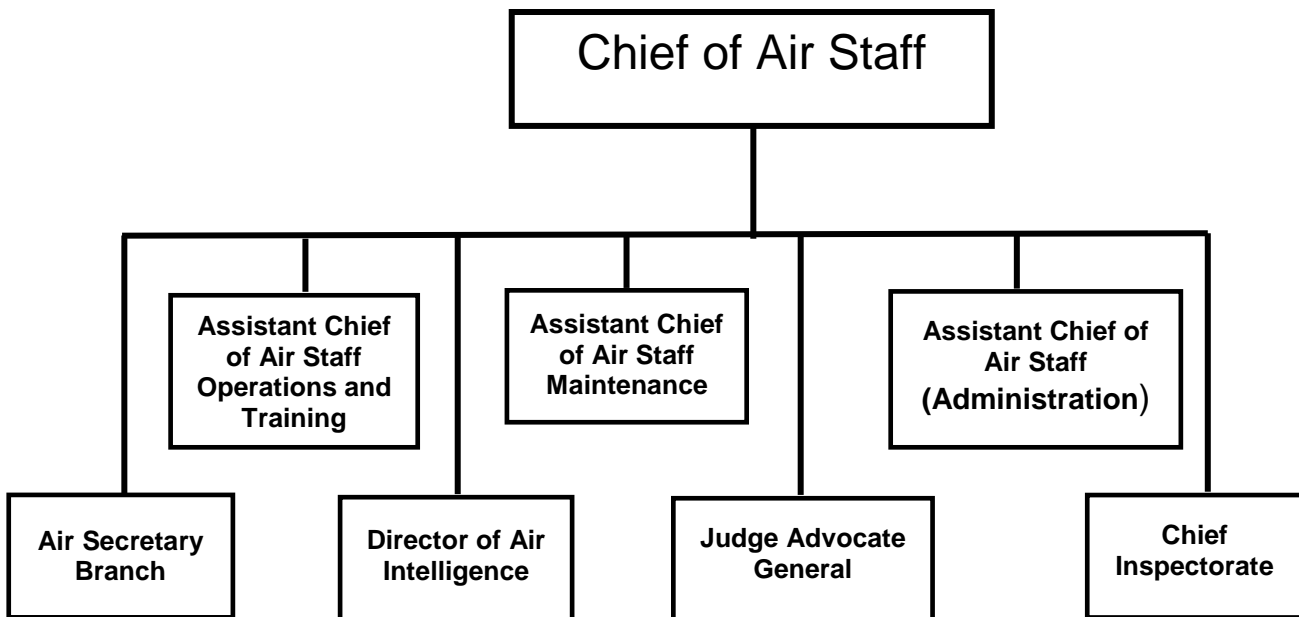 Chief of Air Staff
Assistant Chief
of Air Staff
Operations and
Training
Assistant Chief
of Air Staff
Maintenance
Assistant Chief of
Air Staff
(Administration)
Air Secretary
Branch
Director of Air
Intelligence
Judge Advocate
General
Chief
Inspectorate